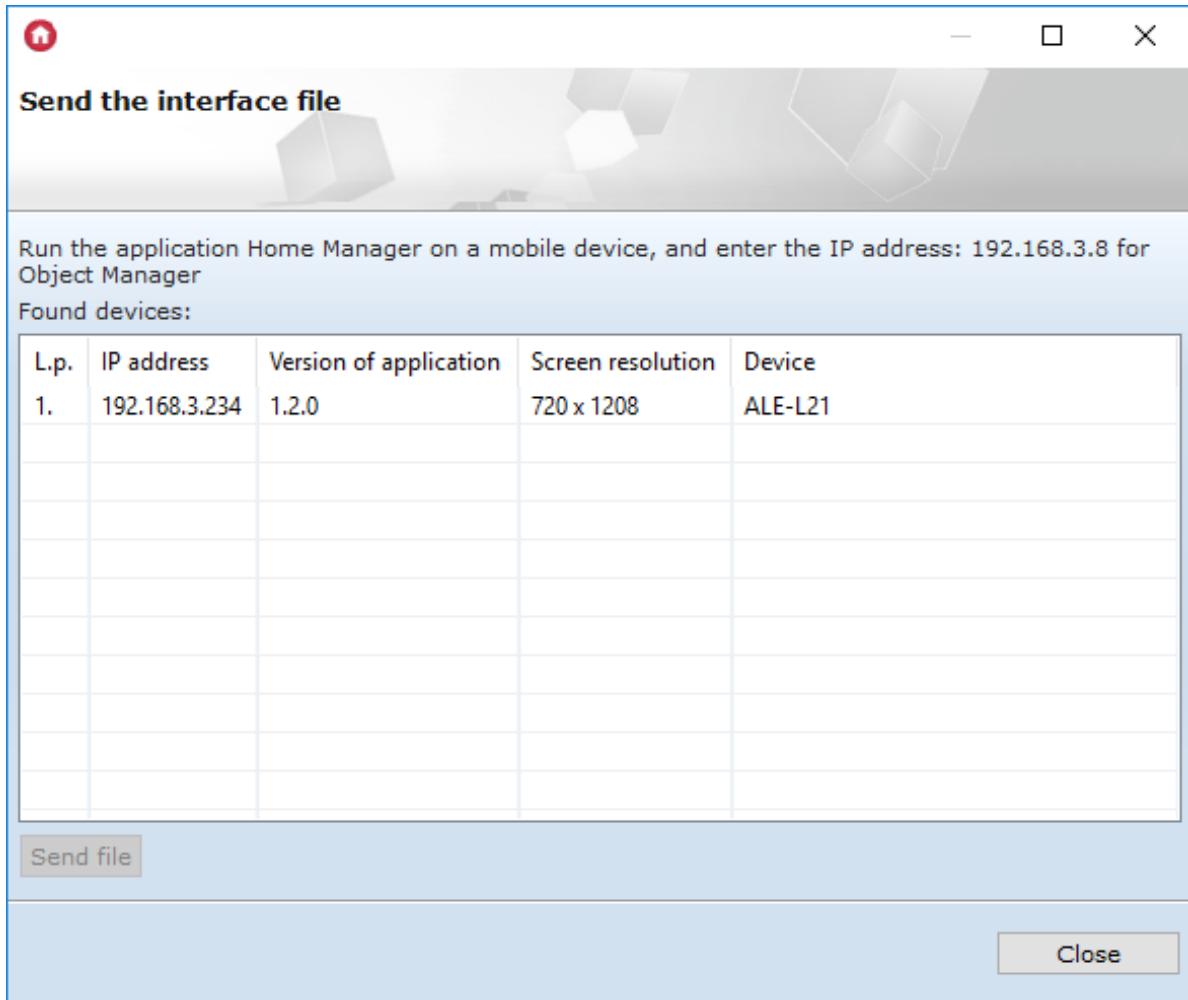 Send the interface file
Run the application Home Manager on a mobile device, and enter the IP address: 192.168.3.8 for
Object Manager
Found devices:
L.p. IP address Version of application Screen resolution Device
1. 192.168.3.234 1.2.0 720 x 1208 ALE-L21
Send file
Close